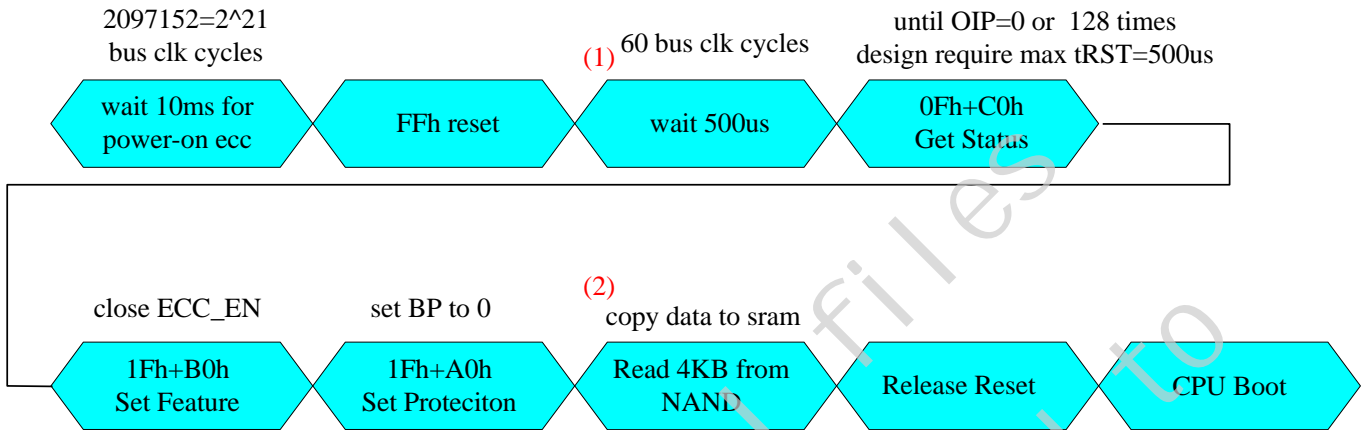 2097152=2^21
bus clk cycles
wait 10ms for
power-on ecc
FFh reset
(1)
60 bus clk cycles
wait 500us
until OIP=0 or 128 times
design require max tRST=500us
0Fh+C0h
Get Status
close ECC_EN
1Fh+B0h
Set Feature
set BP to 0
1Fh+A0h
Set Proteciton
(2)
copy data to sram
Read 4KB from
NAND
Release Reset
CPU Boot
files
to